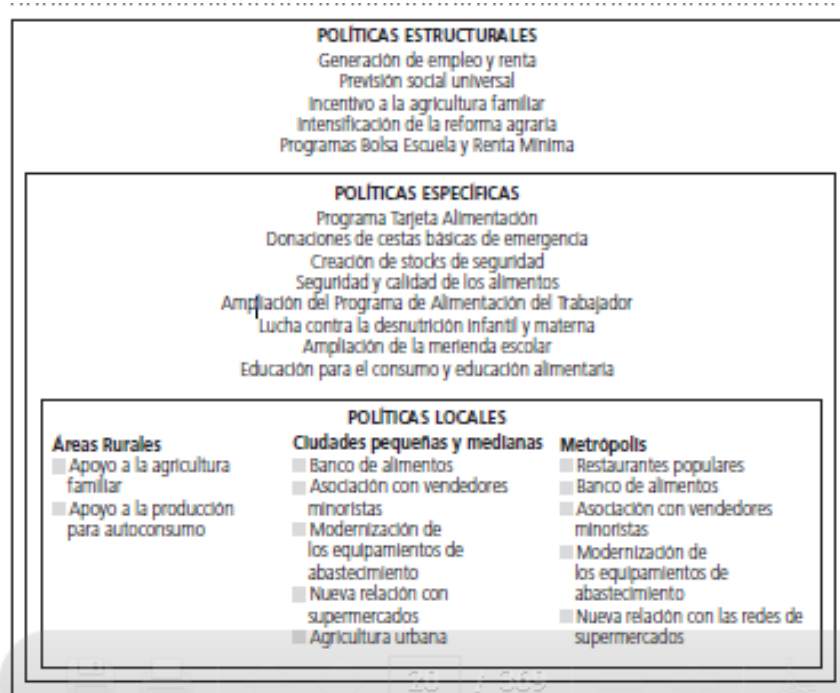 POLÍTICAS ESTRUCTURALES
Generación de empleo y renta
Previsión social universal
Incentivo a la agricultura familiar
Intensificación de la reforma agraria
Programas Bolsa Escuela y Renta Mínima
POLÍTICAS ESPECÍFICAS
Programa Tarjeta Alimentación
Donaciones de cestas básicas de emergencia
Creación de stocks de seguridad
Seguridad y calidad de los alimentos
Ampliación del Programa de Alimentación del Trabajador
Lucha contra la desnutrición infantil y materna
Ampliación de la merienda escolar
Educación para el consumo y educación alimentaria
POLÍTICAS LOCALES
Áreas Rurales
Apoyo a la agricultura
familiar
Apoyo a la producción
para autoconsumo
Ciudades pequeñas y medianas
Banco de alimentos
Asociación con vendedores
minoristas
Modernización de
los equipamientos de
abastecimiento
Nueva relación con
supermercados
Agricultura urbana
Metrópolis
Restaurantes populares
Banco de alimentos
Asociación con vendedores
minoristas
Modernización de
los equipamientos de
abastecimiento
Nueva relación con las redes de
supermercados
28 / 369